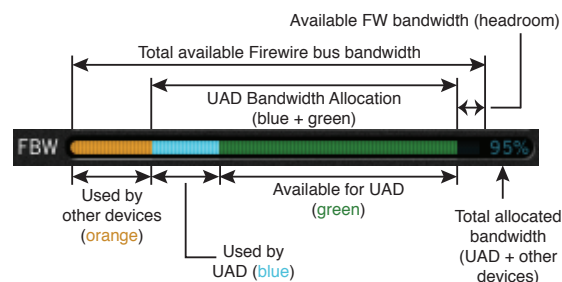 Available FW bandwidth (headroom)
Total available Firewire bus bandwidth
UAD Bandwidth Allocation
(blue + green)
FBW
95%
Used by
other devices
(orange)
Used by
UAD (blue)
Available for UAD
(green)
Total allocated
bandwidth
(UAD + other
devices)